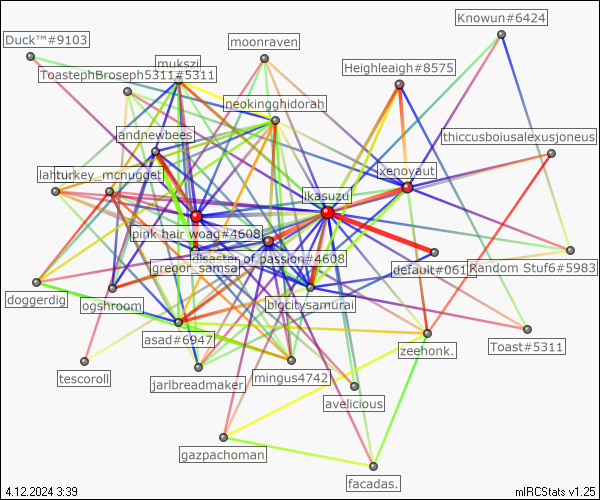 Knowun#6424
Duck™#9103
moonraven
mukszi
Heighleaigh#8575
ToastephBroseph5311#5311
neokingghidorah
andnewbees
thiccusboiusalexusjoneus
xenoyaut
turkey_mcnugget
ikasuzu
pink hair woag#4608
disaster of passion#4608
gregor_samsa
default#061
Random Stuf6#5983
doggerdig
ogshroom
bigcitysamurai
asad#6947
zeehonk.
Toast#5311
tescoroll
jarlbreadmaker
mingus4742
avelicious
gazpachoman
facadas.
4.12.2024 3:39
mIRCStats v1.25